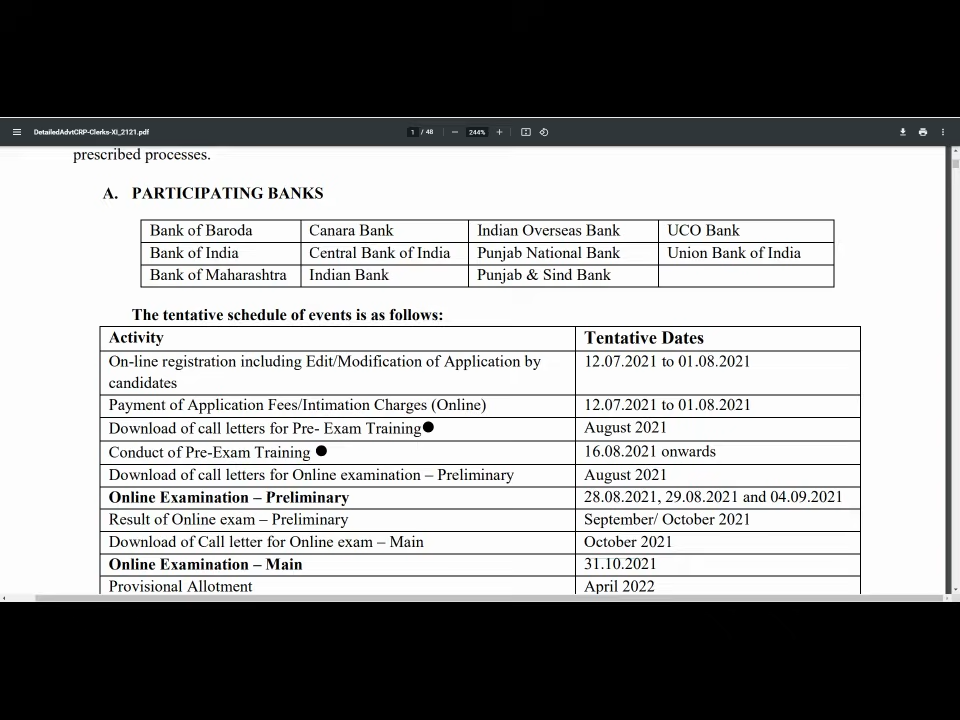 DetailedAdvtCRP-Clerks-XI_2121.pdf
1 / 48
244%
prescribed processes.
A. PARTICIPATING BANKS
Bank of Baroda Canara Bank Indian Overseas Bank UCO Bank
Bank of India Central Bank of India Punjab National Bank Union Bank of India
Bank of Maharashtra Indian Bank Punjab & Sind Bank
The tentative schedule of events is as follows:
Activity Tentative Dates
On-line registration including Edit/Modification of Application by 12.07.2021 to 01.08.2021
candidates
Payment of Application Fees/Intimation Charges (Online) 12.07.2021 to 01.08.2021
Download of call letters for Pre- Exam Training● August 2021
Conduct of Pre-Exam Training ● 16.08.2021 onwards
Download of call letters for Online examination – Preliminary August 2021
Online Examination – Preliminary 28.08.2021, 29.08.2021 and 04.09.2021
Result of Online exam – Preliminary September/ October 2021
Download of Call letter for Online exam – Main October 2021
Online Examination – Main 31.10.2021
Provisional Allotment April 2022